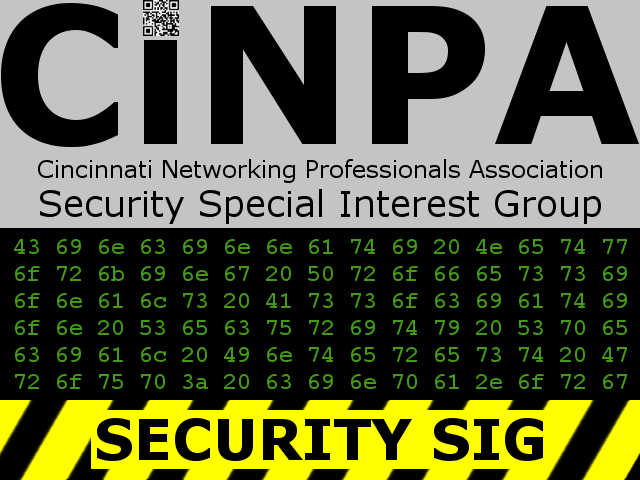 CiNPA
Cincinnati Networking Professionals Association
Security Special Interest Group
43 69 6e 63 69 6e 6e 61 74 69 20 4e 65 74 77
6f 72 6b 69 6e 67 20 50 72 6f 66 65 73 73 69
6f 6e 61 6c 73 20 41 73 73 6f 63 69 61 74 69
6f 6e 20 53 65 63 75 72 69 74 79 20 53 70 65
63 69 61 6c 20 49 6e 74 65 72 65 73 74 20 47
72 6f 75 70 3a 20 63 69 6e 70 61 2e 6f 72 67
SECURITY SIG